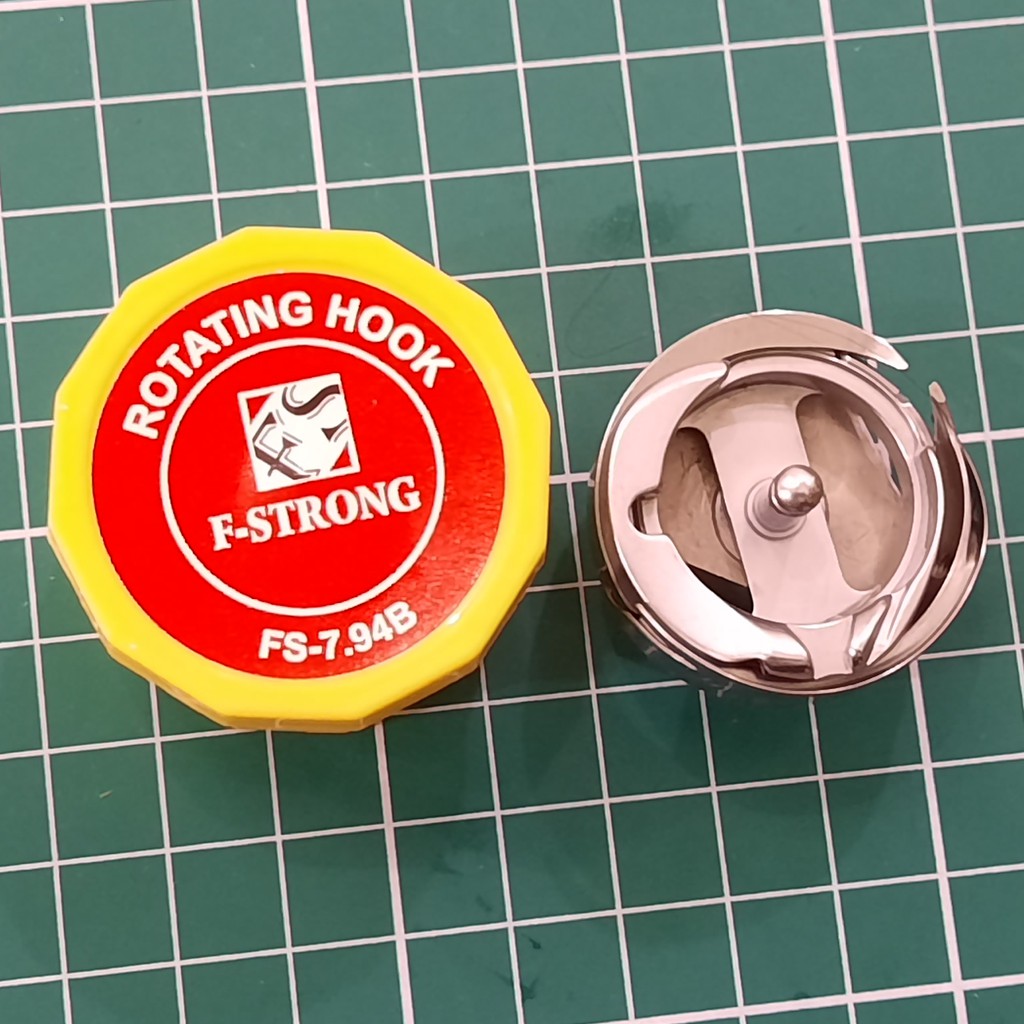 ROTATING HOOK
F-STRONG
FS-7.94B